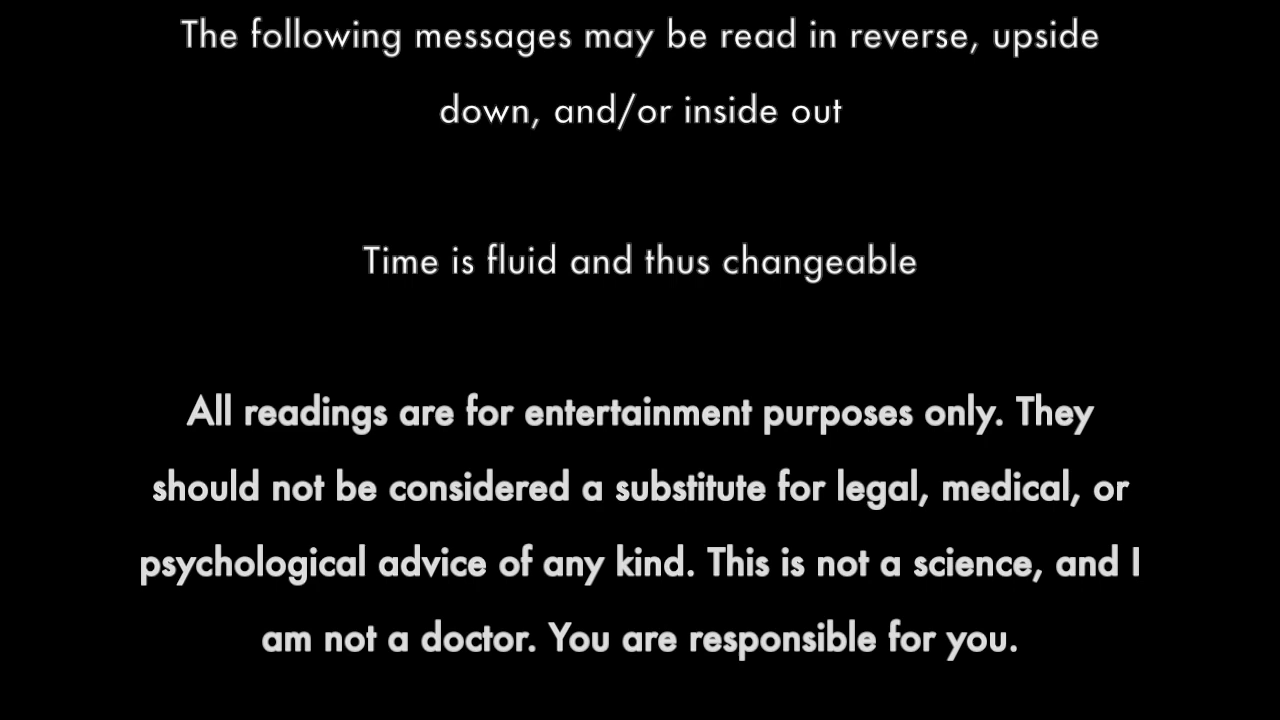 The following messages may be read in reverse, upside
down, and/or inside out
Time is fluid and thus changeable
All readings are for entertainment purposes only. They
should not be considered a substitute for legal, medical, or
psychological advice of any kind. This is not a science, and I
am not a doctor. You are responsible for you.